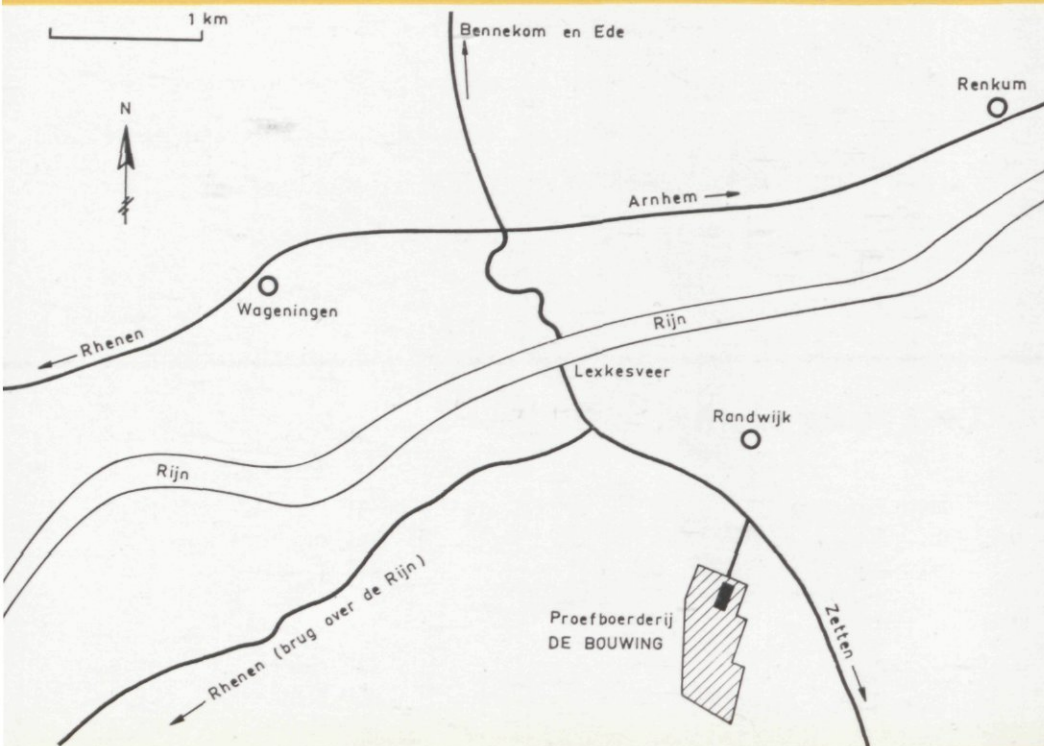 1 km
Bennekom en Ede
Renkum
N
Arnhem
Wageningen
Rijn
Rhenen
Lexkesveer
Randwijk
Rijn
Rhenen (brug over de Rijn)
Proefboerderij
DE BOUWING
Zetten